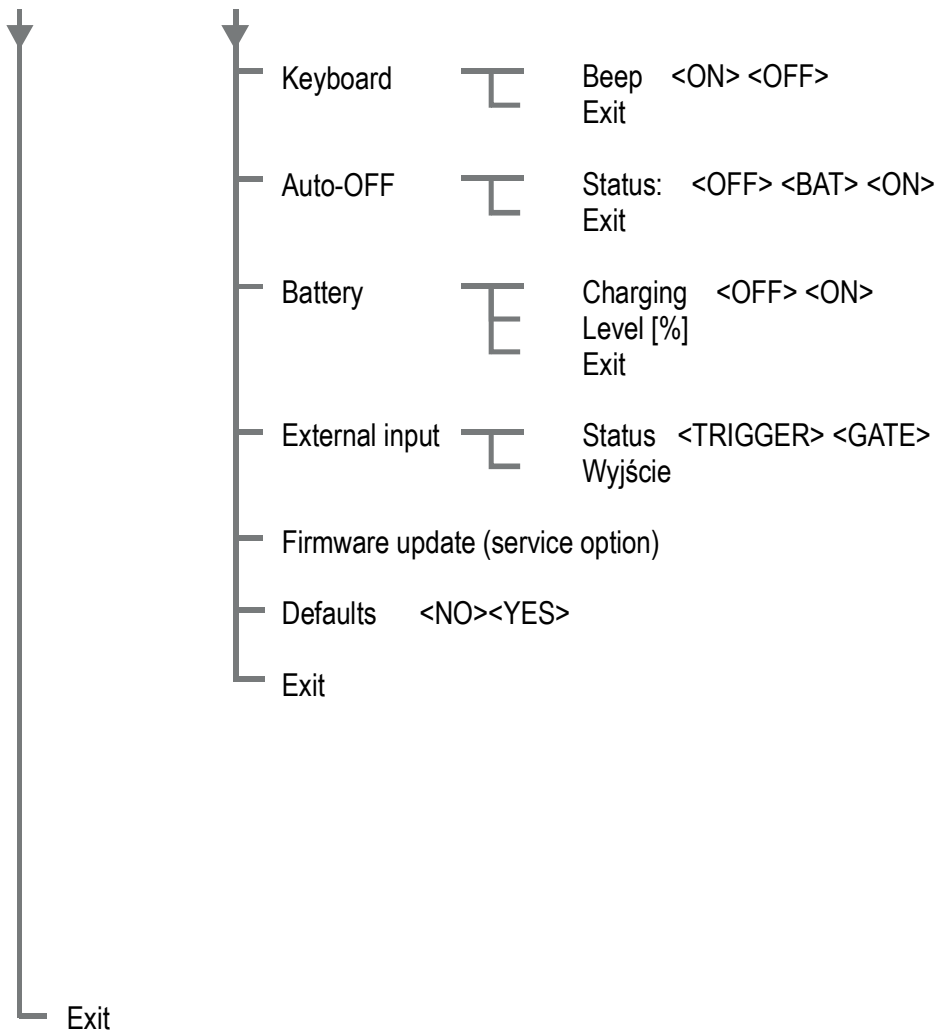 Keyboard Beep <ON> <OFF>
Exit
Auto-OFF Status: <OFF> <BAT> <ON>
Exit
Battery Charging <OFF> <ON>
Level [%]
Exit
External input Status <TRIGGER> <GATE>
Wyjście
Firmware update (service option)
Defaults <NO><YES>
Exit
Exit